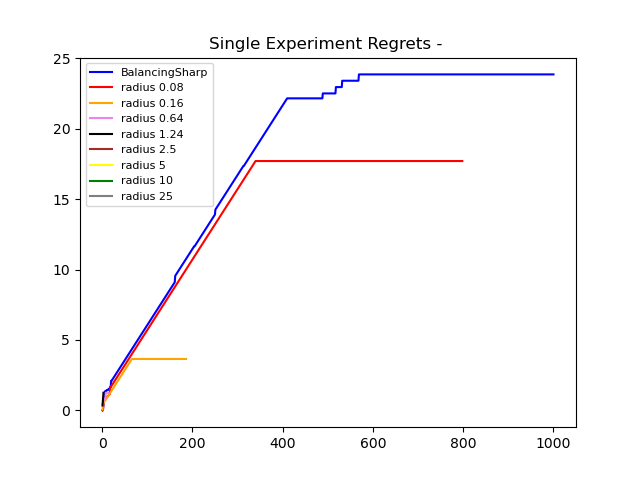 Single Experiment Regrets -
25
20
15
10
5
0
BalancingSharp
radius 0.08
radius 0.16
radius 0.64
radius 1.24
radius 2.5
radius 5
radius 10
radius 25
0 200 400 600 800 1000